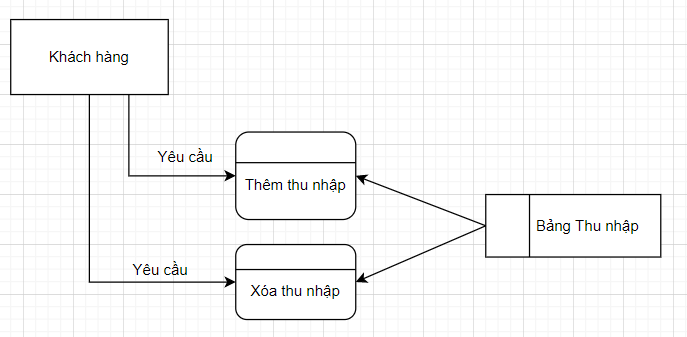 Khách hàng
Yêu cầu
Thêm thu nhập
Bảng Thu nhập
Yêu cầu
Xóa thu nhập